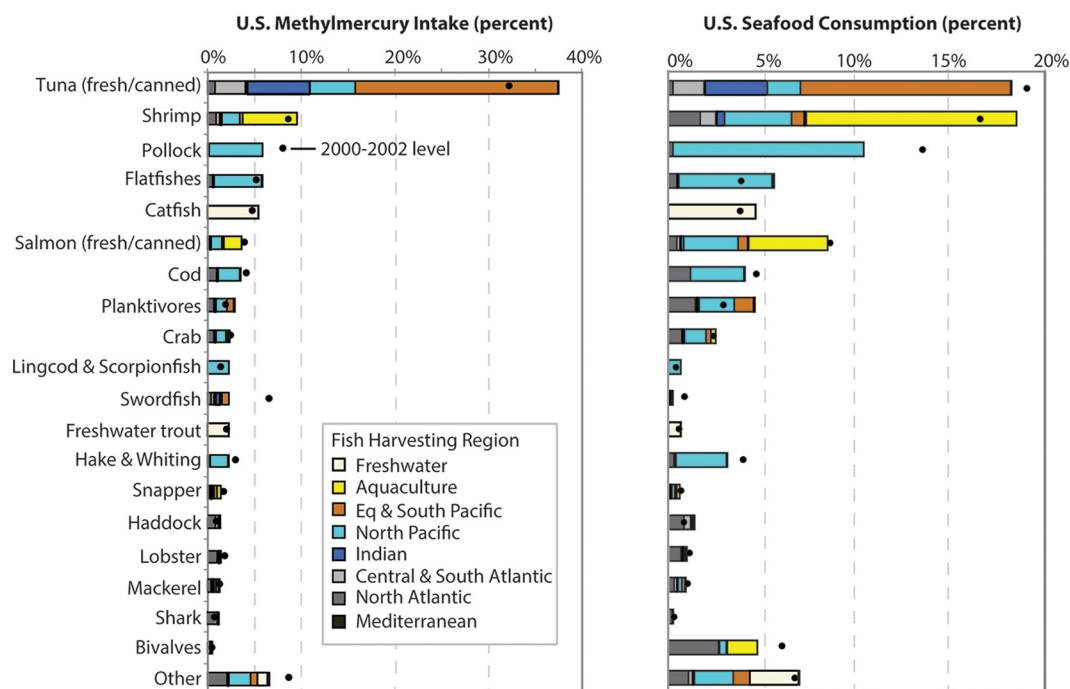 U.S. Methylmercury Intake (percent)
U.S. Seafood Consumption (percent)
0% 10% 20% 30% 40%
0% 5% 10% 15% 20%
Tuna (fresh/canned)
Shrimp
Pollock
2000-2002 level
Flatfishes
Catfish
Salmon (fresh/canned)
Cod
Planktivores
Crab
Lingcod & Scorpionfish
Swordfish
Freshwater trout
Hake & Whiting
Snapper
Haddock
Lobster
Mackerel
Shark
Bivalves
Other
Fish Harvesting Region
Freshwater
Aquaculture
Eq & South Pacific
North Pacific
Indian
Central & South Atlantic
North Atlantic
Mediterranean